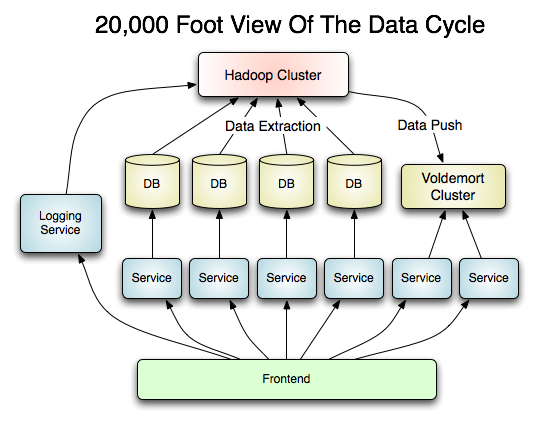 20,000 Foot View Of The Data Cycle
Hadoop Cluster
Data Extraction
Data Push
DB
DB
DB
DB
Voldemort
Cluster
Logging
Service
Service
Service
Service
Service
Service
Service
Frontend